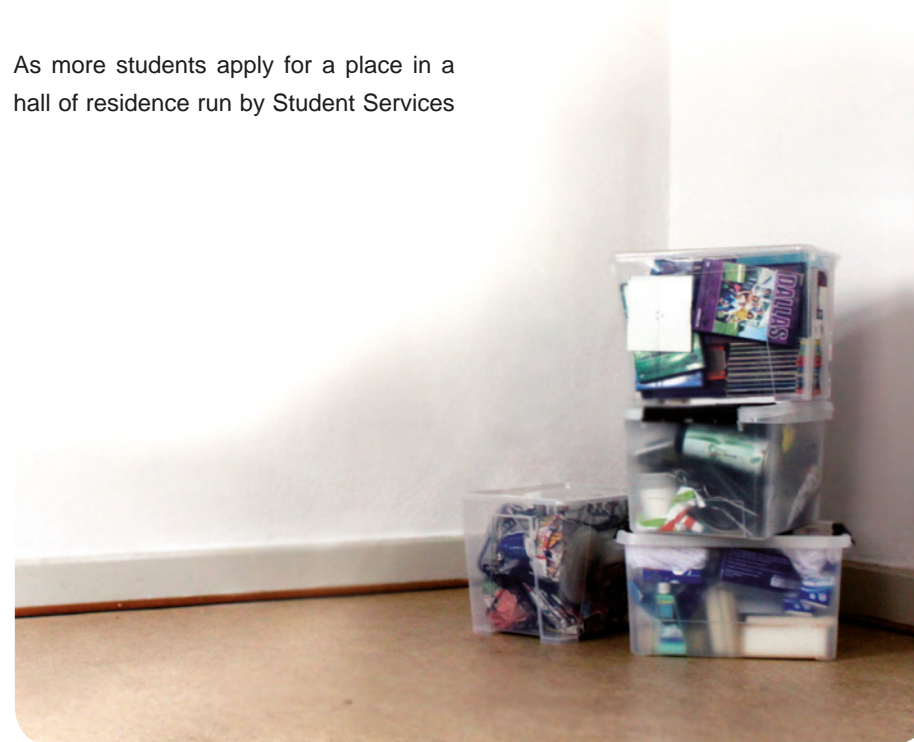 As more students apply for a place in a
hall of residence run by Student Services
DALLAS